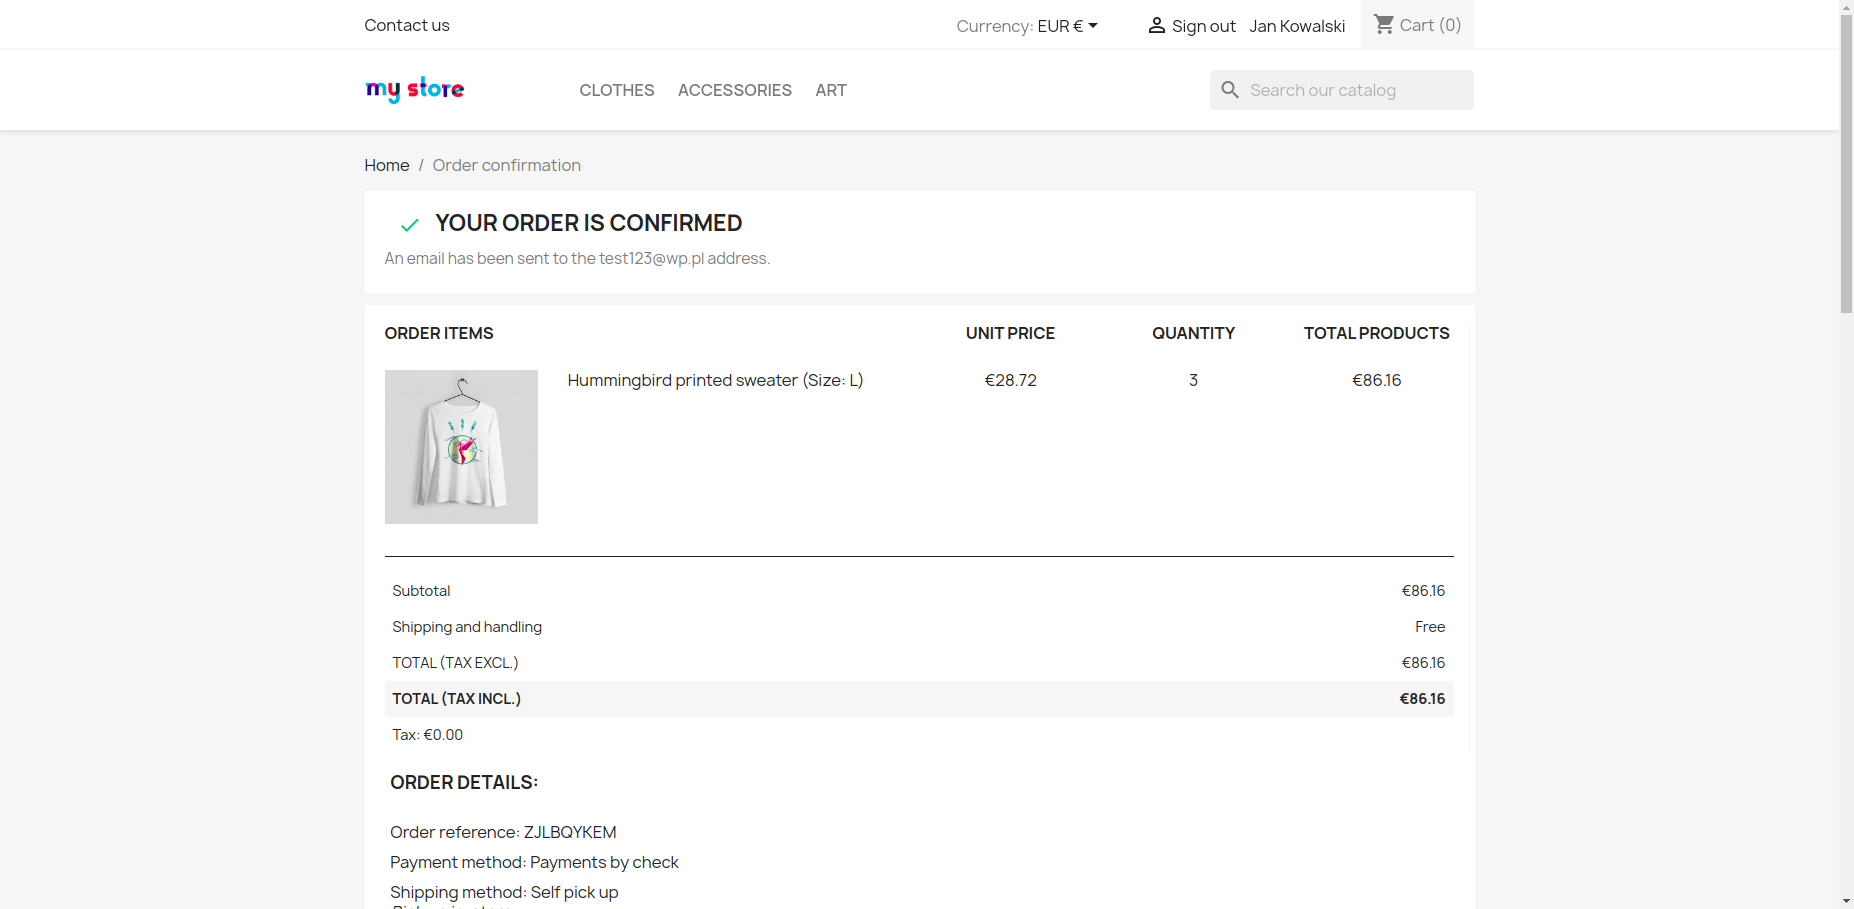 Contact us
Currency: EUR € Sign out Jan Kowalski Cart (0)
my store
CLOTHES ACCESSORIES ART
Search our catalog
Home / Order confirmation
YOUR ORDER IS CONFIRMED
An email has been sent to the test123@wp.pl address.
ORDER ITEMS UNIT PRICE QUANTITY TOTAL PRODUCTS
Hummingbird printed sweater (Size: L) €28.72 3 €86.16
Subtotal €86.16
Shipping and handling Free
TOTAL (TAX EXCL.) €86.16
TOTAL (TAX INCL.) €86.16
Tax: €0.00
ORDER DETAILS:
Order reference: ZJLBQYKEM
Payment method: Payments by check
Shipping method: Self pick up